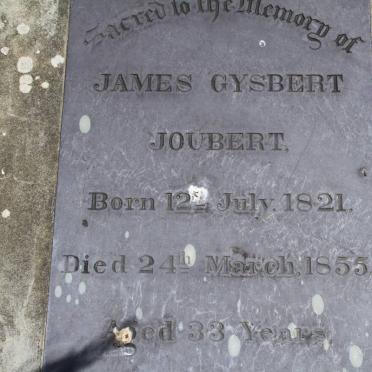 Sacred to the Memory of
JAMES GYSBERT
JOUBERT.
Born 12th July. 1821.
Died 24th March, 1855
Aged 33 Years